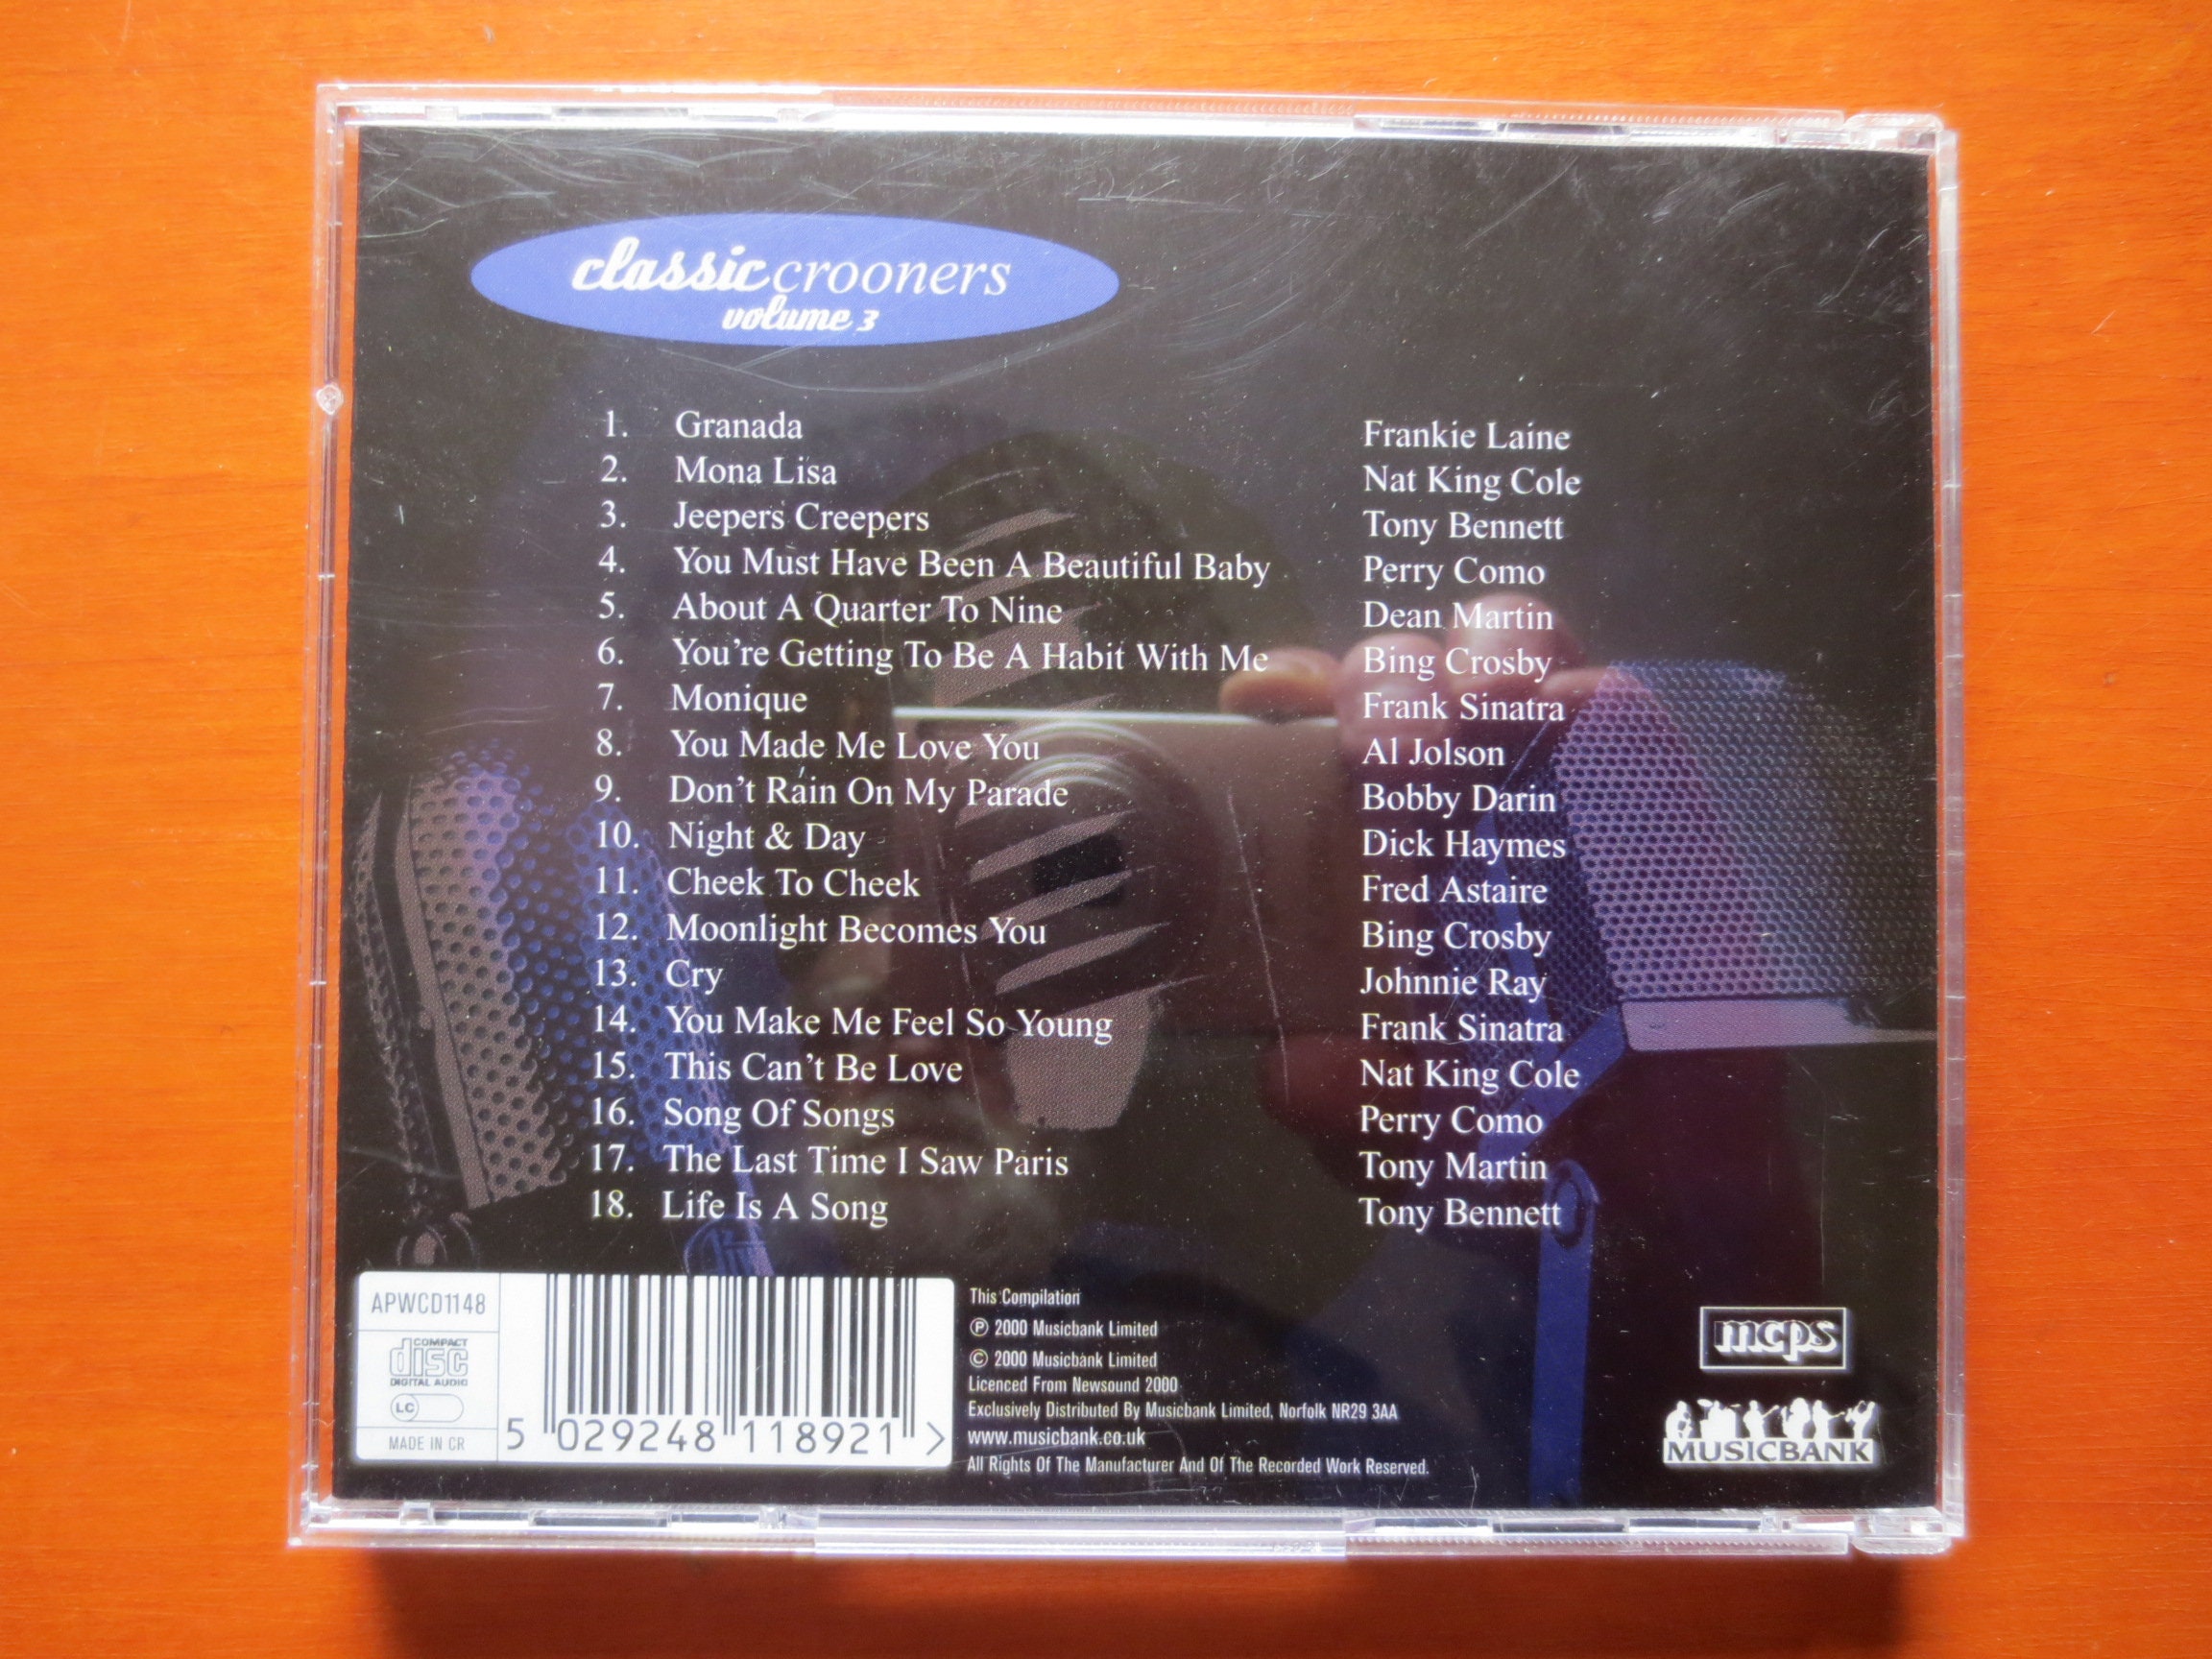 classiccrooners
volume 3
1. Granada Frankie Laine
2. Mona Lisa Nat King Cole
3. Jeepers Creepers Tony Bennett
4. You Must Have Been A Beautiful Baby Perry Como
5. About A Quarter To Nine Dean Martin
6. You're Getting To Be A Habit With Me Bing Crosby
7. Monique Frank Sinatra
8. You Made Me Love You Al Jolson
9. Don't Rain On My Parade Bobby Darin
10. Night & Day Dick Haymes
11. Cheek To Cheek Fred Astaire
12. Moonlight Becomes You Bing Crosby
13. Cry Johnnie Ray
14. You Make Me Feel So Young Frank Sinatra
15. This Can't Be Love Nat King Cole
16. Song Of Songs Perry Como
17. The Last Time I Saw Paris Tony Martin
18. Life Is A Song Tony Bennett
APWCD1148
COMPACT
disc
DIGITAL AUDIO
LC
MADE IN CR
5 029248 118921 >
This Compilation
℗ 2000 Musicbank Limited
© 2000 Musicbank Limited
Licenced From Newsound 2000
Exclusively Distributed By Musicbank Limited, Norfolk NR29 3AA
www.musicbank.co.uk
All Rights Of The Manufacturer And Of The Recorded Work Reserved.
mcps
MUSICBANK